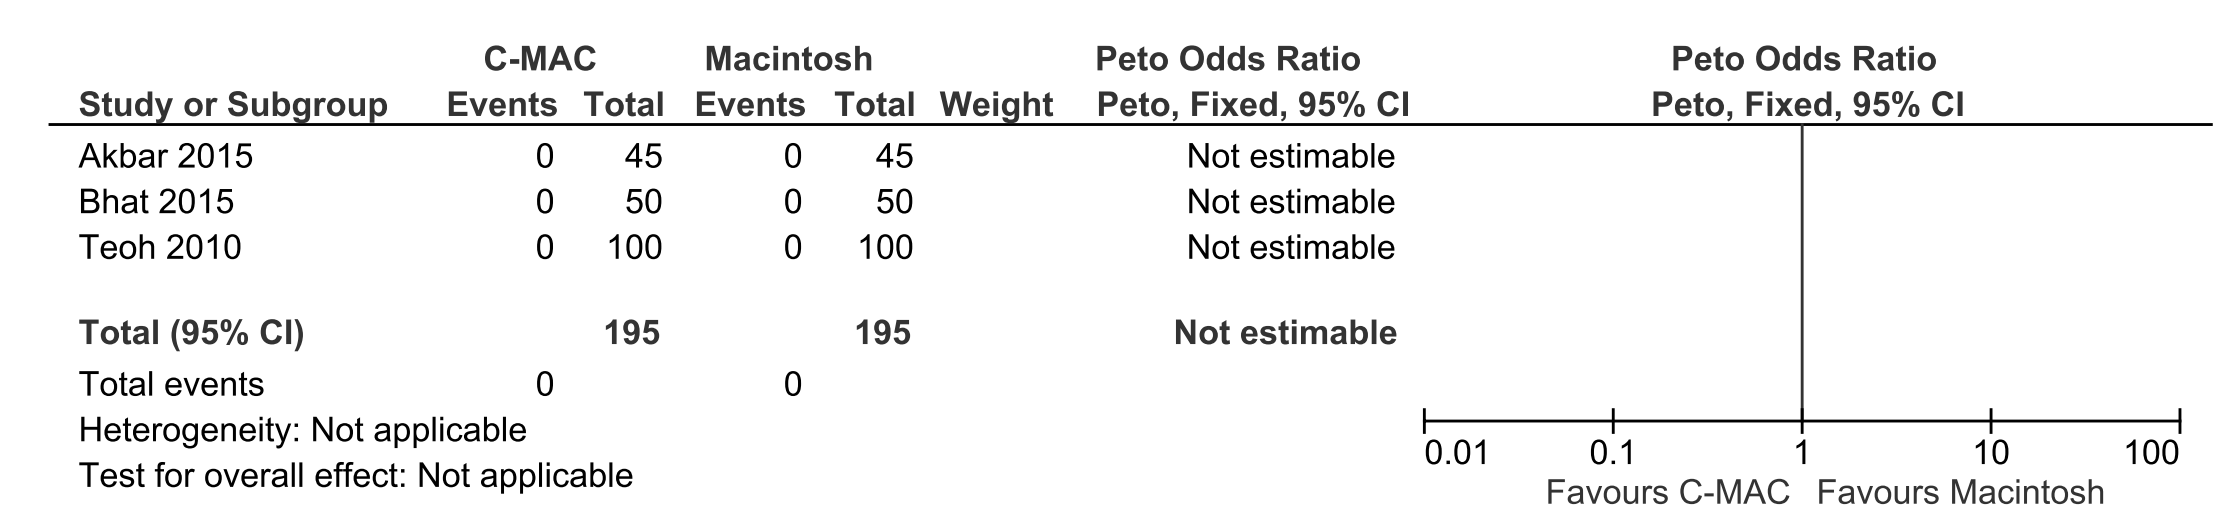 C-MAC Macintosh Peto Odds Ratio Peto Odds Ratio
Study or Subgroup Events Total Events Total Weight Peto, Fixed, 95% CI Peto, Fixed, 95% CI
Akbar 2015 0 45 0 45 Not estimable
Bhat 2015 0 50 0 50 Not estimable
Teoh 2010 0 100 0 100 Not estimable
Total (95% CI) 195 195 Not estimable
Total events 0 0
Heterogeneity: Not applicable
Test for overall effect: Not applicable
0.01 0.1 1 10 100
Favours C-MAC Favours Macintosh